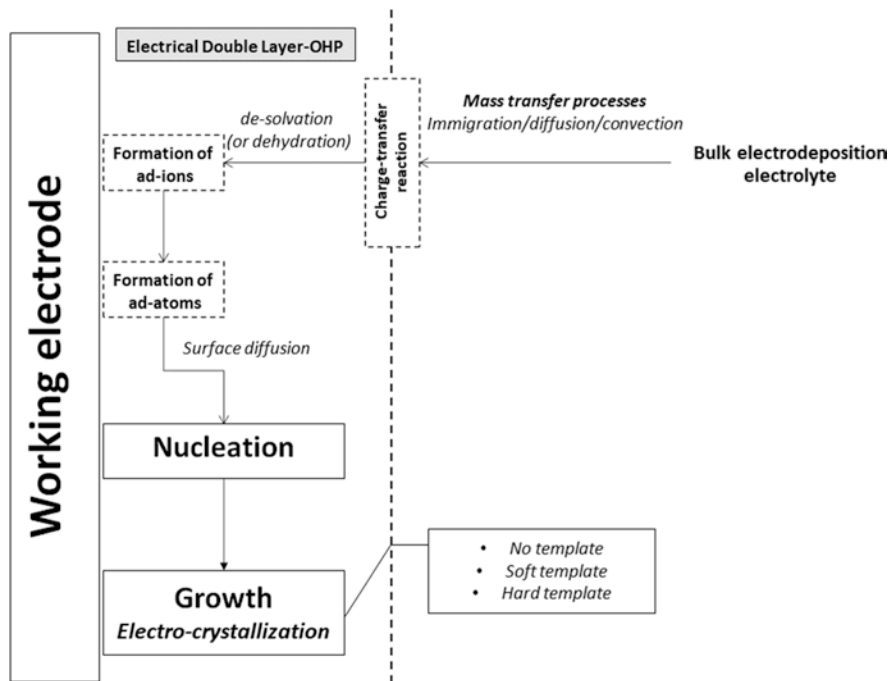 Working electrode
Electrical Double Layer-OHP
Mass transfer processes
Immigration/diffusion/convection
Bulk electrodeposition
electrolyte
Charge-transfer
reaction
de-solvation
(or dehydration)
Formation of
ad-ions
Formation of
ad-atoms
Surface diffusion
Nucleation
Growth
Electro-crystallization
• No template
• Soft template
• Hard template